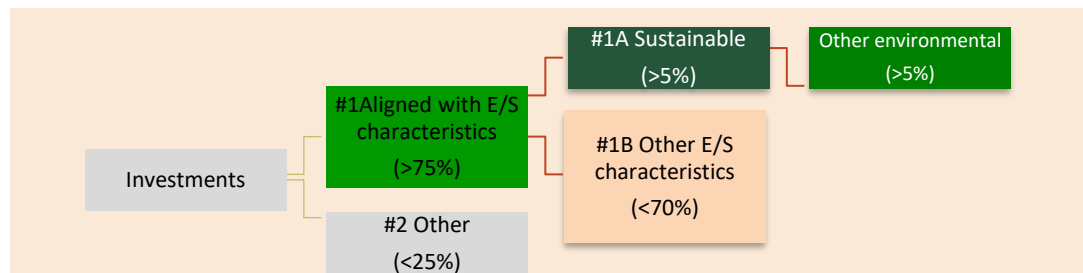 Investments
#1Aligned with E/S
characteristics
(>75%)
#2 Other
(<25%)
#1A Sustainable
(>5%)
#1B Other E/S
characteristics
(<70%)
Other environmental
(>5%)